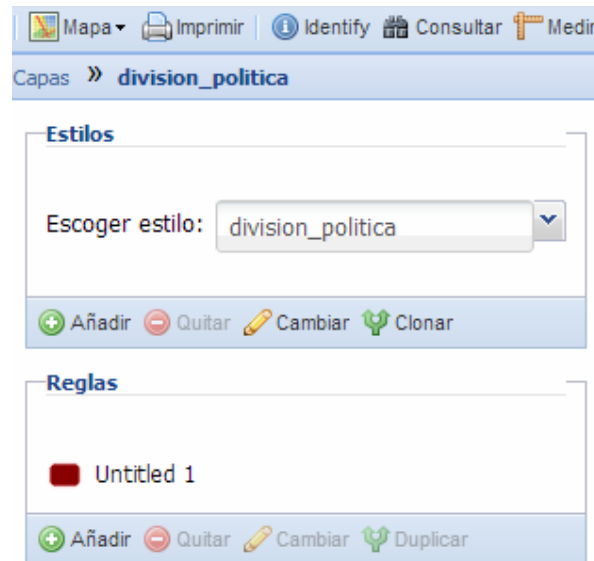 Mapa Imprimir Identify Consultar Medir
Capas » division_politica
Estilos
Escoger estilo: division_politica
Añadir Quitar Cambiar Clonar
Reglas
Untitled 1
Añadir Quitar Cambiar Duplicar